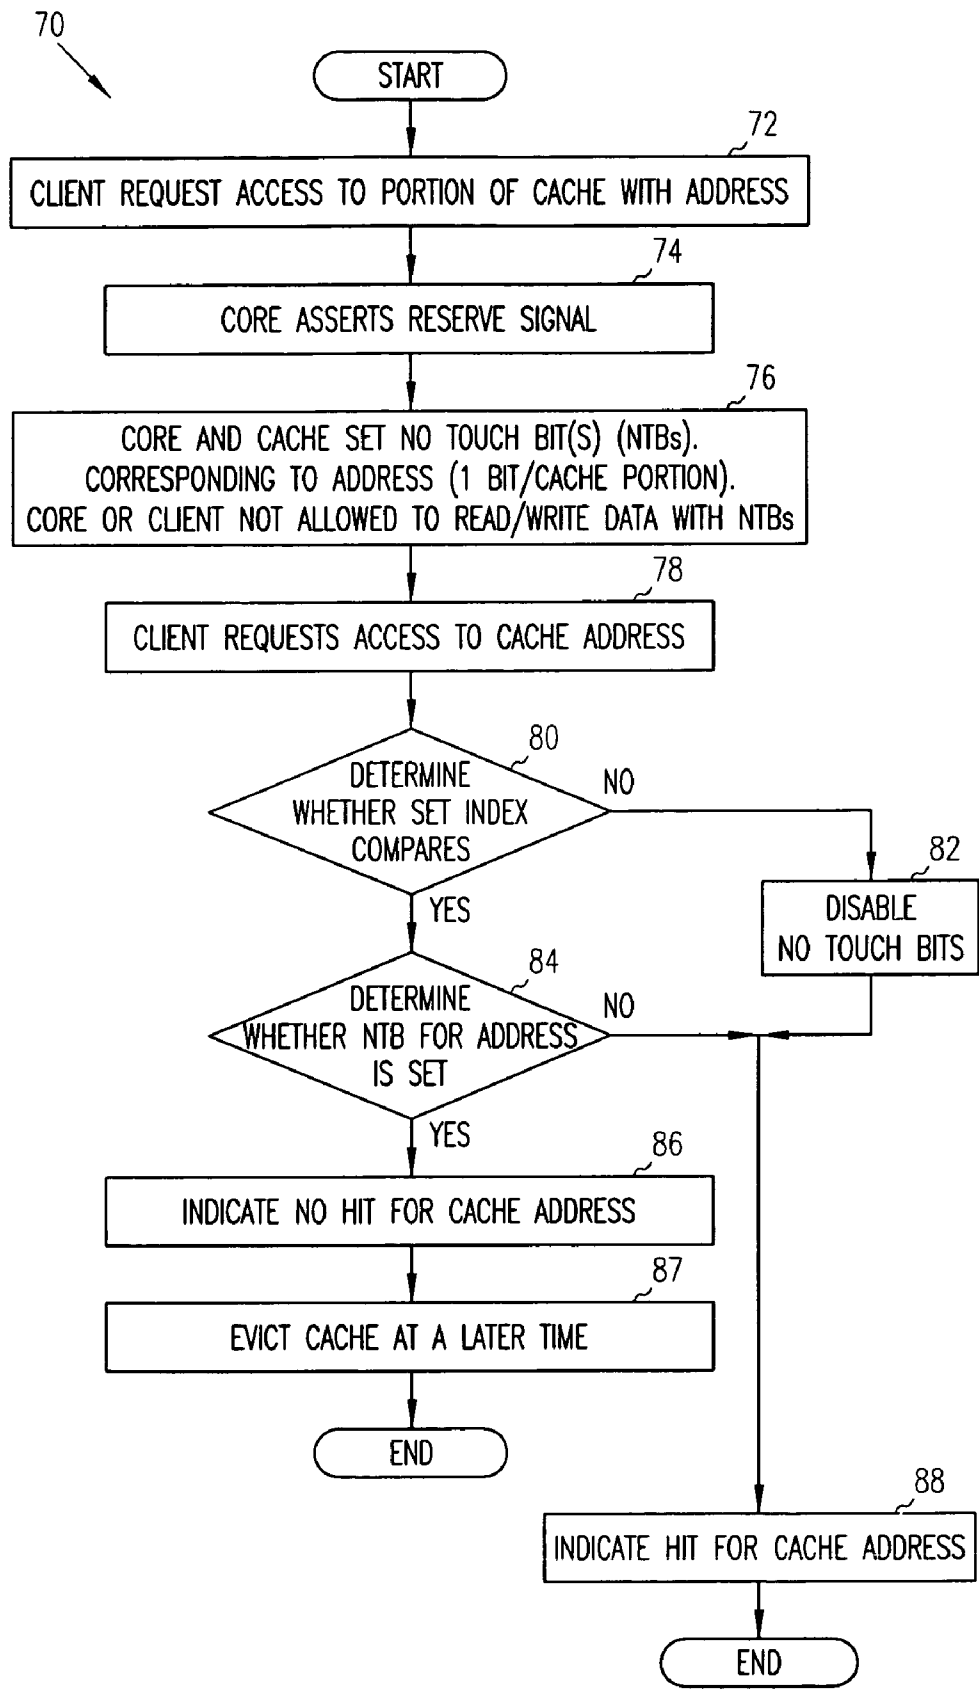 70
START
72
CLIENT REQUEST ACCESS TO PORTION OF CACHE WITH ADDRESS
74
CORE ASSERTS RESERVE SIGNAL
76
CORE AND CACHE SET NO TOUCH BIT(S) (NTBs).
CORRESPONDING TO ADDRESS (1 BIT/CACHE PORTION).
CORE OR CLIENT NOT ALLOWED TO READ/WRITE DATA WITH NTBs
78
CLIENT REQUESTS ACCESS TO CACHE ADDRESS
80
DETERMINE
WHETHER SET INDEX
COMPARES
NO
YES
82
DISABLE
NO TOUCH BITS
84
DETERMINE
WHETHER NTB FOR ADDRESS
IS SET
NO
YES
86
INDICATE NO HIT FOR CACHE ADDRESS
87
EVICT CACHE AT A LATER TIME
END
88
INDICATE HIT FOR CACHE ADDRESS
END